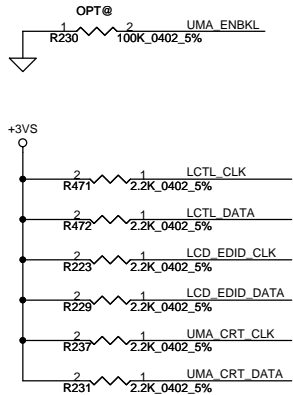 OPT@
1 2 UMA_ENBKL
R230 100K_0402_5%
+3VS
2 1 LCTL_CLK
R471 2.2K_0402_5%
2 1 LCTL_DATA
R472 2.2K_0402_5%
2 1 LCD_EDID_CLK
R223 2.2K_0402_5%
2 1 LCD_EDID_DATA
R229 2.2K_0402_5%
2 1 UMA_CRT_CLK
R237 2.2K_0402_5%
2 1 UMA_CRT_DATA
R231 2.2K_0402_5%